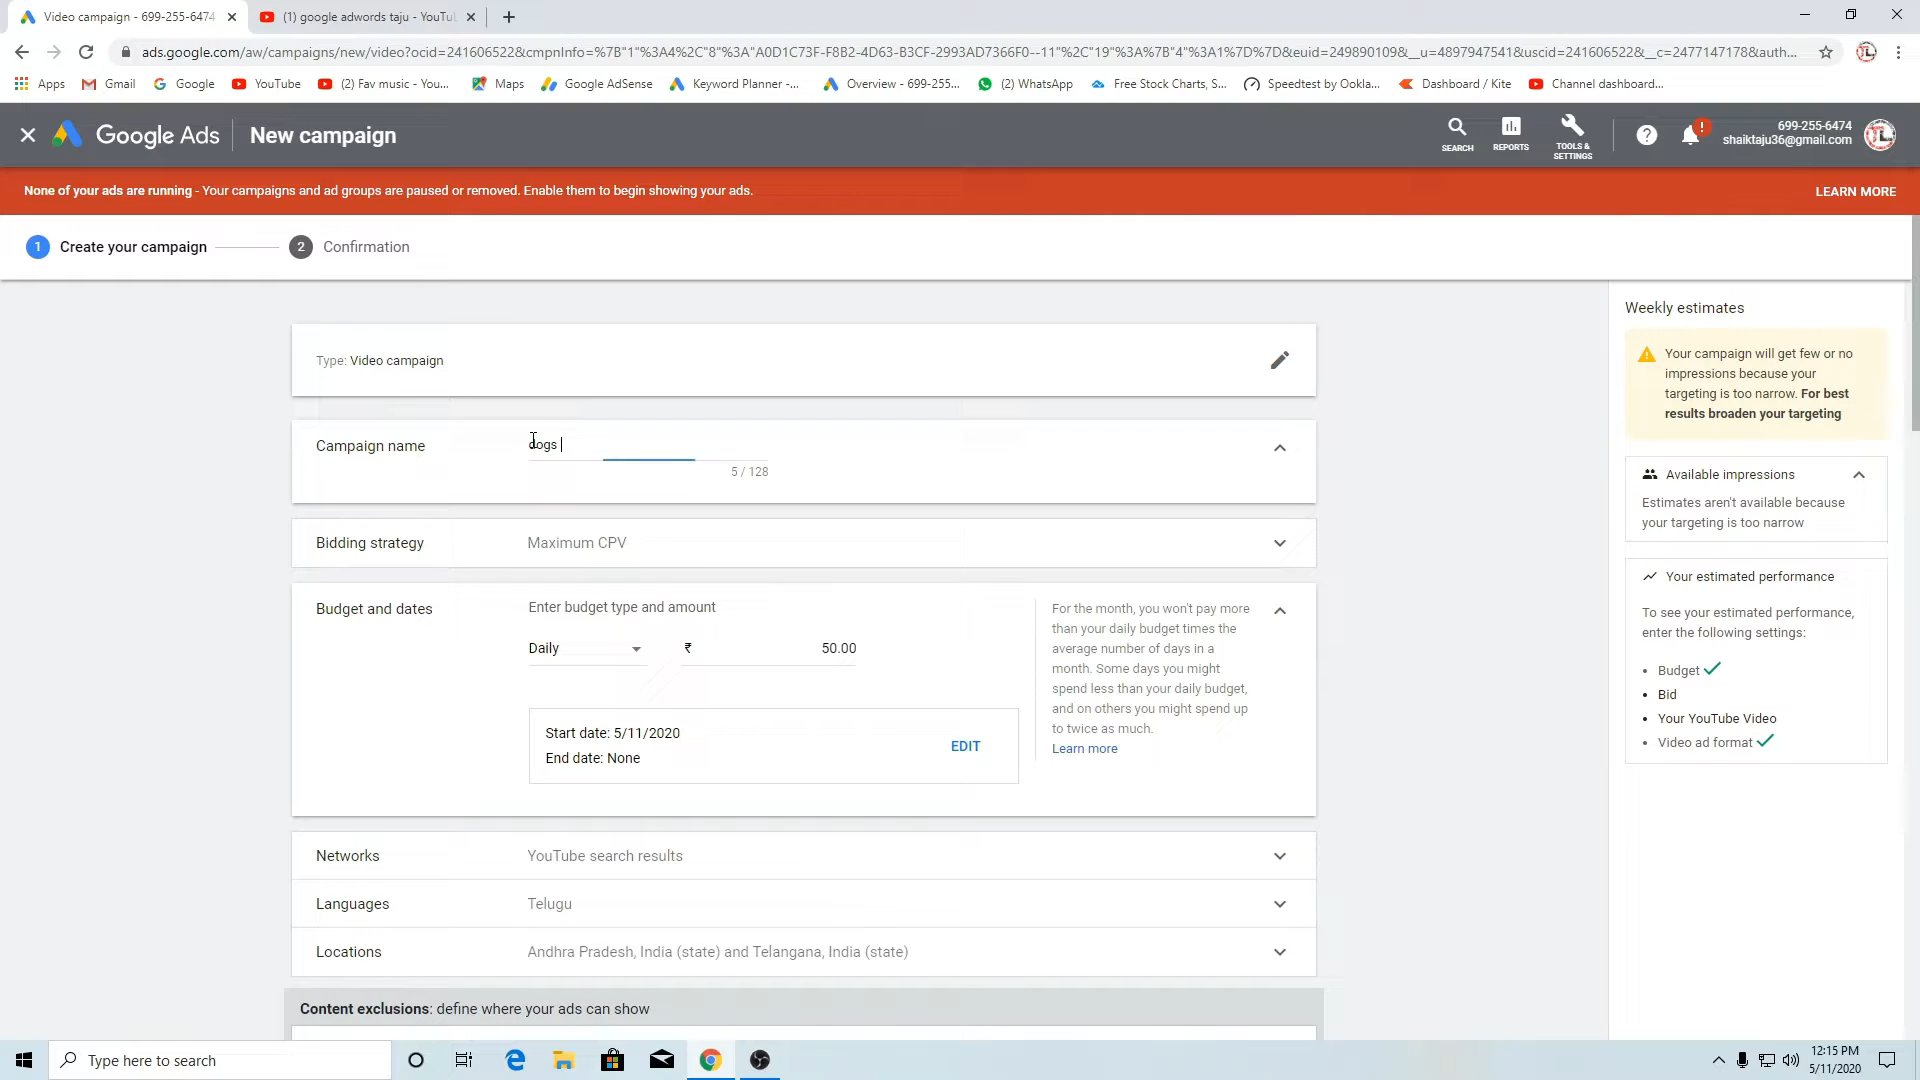 Video campaign - 699-255-6474
(1) google adwords taju - YouTu
ads.google.com/aw/campaigns/new/video?ocid=241606522&cmpnInfo=%7B"1"%3A4%2C"8"%3A"A0D1C73F-F8B2-4D63-B3CF-2993AD7366F0--11"%2C"19"%3A%7B"4"%3A1%7D%7D&euid=249890109&__u=4897947541&uscid=241606522&__c=2477147178&auth...
Apps
Gmail
Google
YouTube
(2) Fav music - You...
Maps
Google AdSense
Keyword Planner -...
Overview - 699-255...
(2) WhatsApp
Free Stock Charts, S...
Speedtest by Ookla...
Dashboard / Kite
Channel dashboard...
Google Ads
New campaign
SEARCH
REPORTS
TOOLS &
SETTINGS
699-255-6474
shaiktaju36@gmail.com
None of your ads are running - Your campaigns and ad groups are paused or removed. Enable them to begin showing your ads.
LEARN MORE
1 Create your campaign
2 Confirmation
Type: Video campaign
Campaign name
dogs
5 / 128
Bidding strategy
Maximum CPV
Budget and dates
Enter budget type and amount
Daily
₹ 50.00
Start date: 5/11/2020
End date: None
EDIT
For the month, you won't pay more
than your daily budget times the
average number of days in a
month. Some days you might
spend less than your daily budget,
and on others you might spend up
to twice as much.
Learn more
Networks
YouTube search results
Languages
Telugu
Locations
Andhra Pradesh, India (state) and Telangana, India (state)
Content exclusions: define where your ads can show
Weekly estimates
Your campaign will get few or no
impressions because your
targeting is too narrow. For best
results broaden your targeting
Available impressions
Estimates aren't available because
your targeting is too narrow
Your estimated performance
To see your estimated performance,
enter the following settings:
• Budget
• Bid
• Your YouTube Video
• Video ad format
Type here to search
12:15 PM
5/11/2020